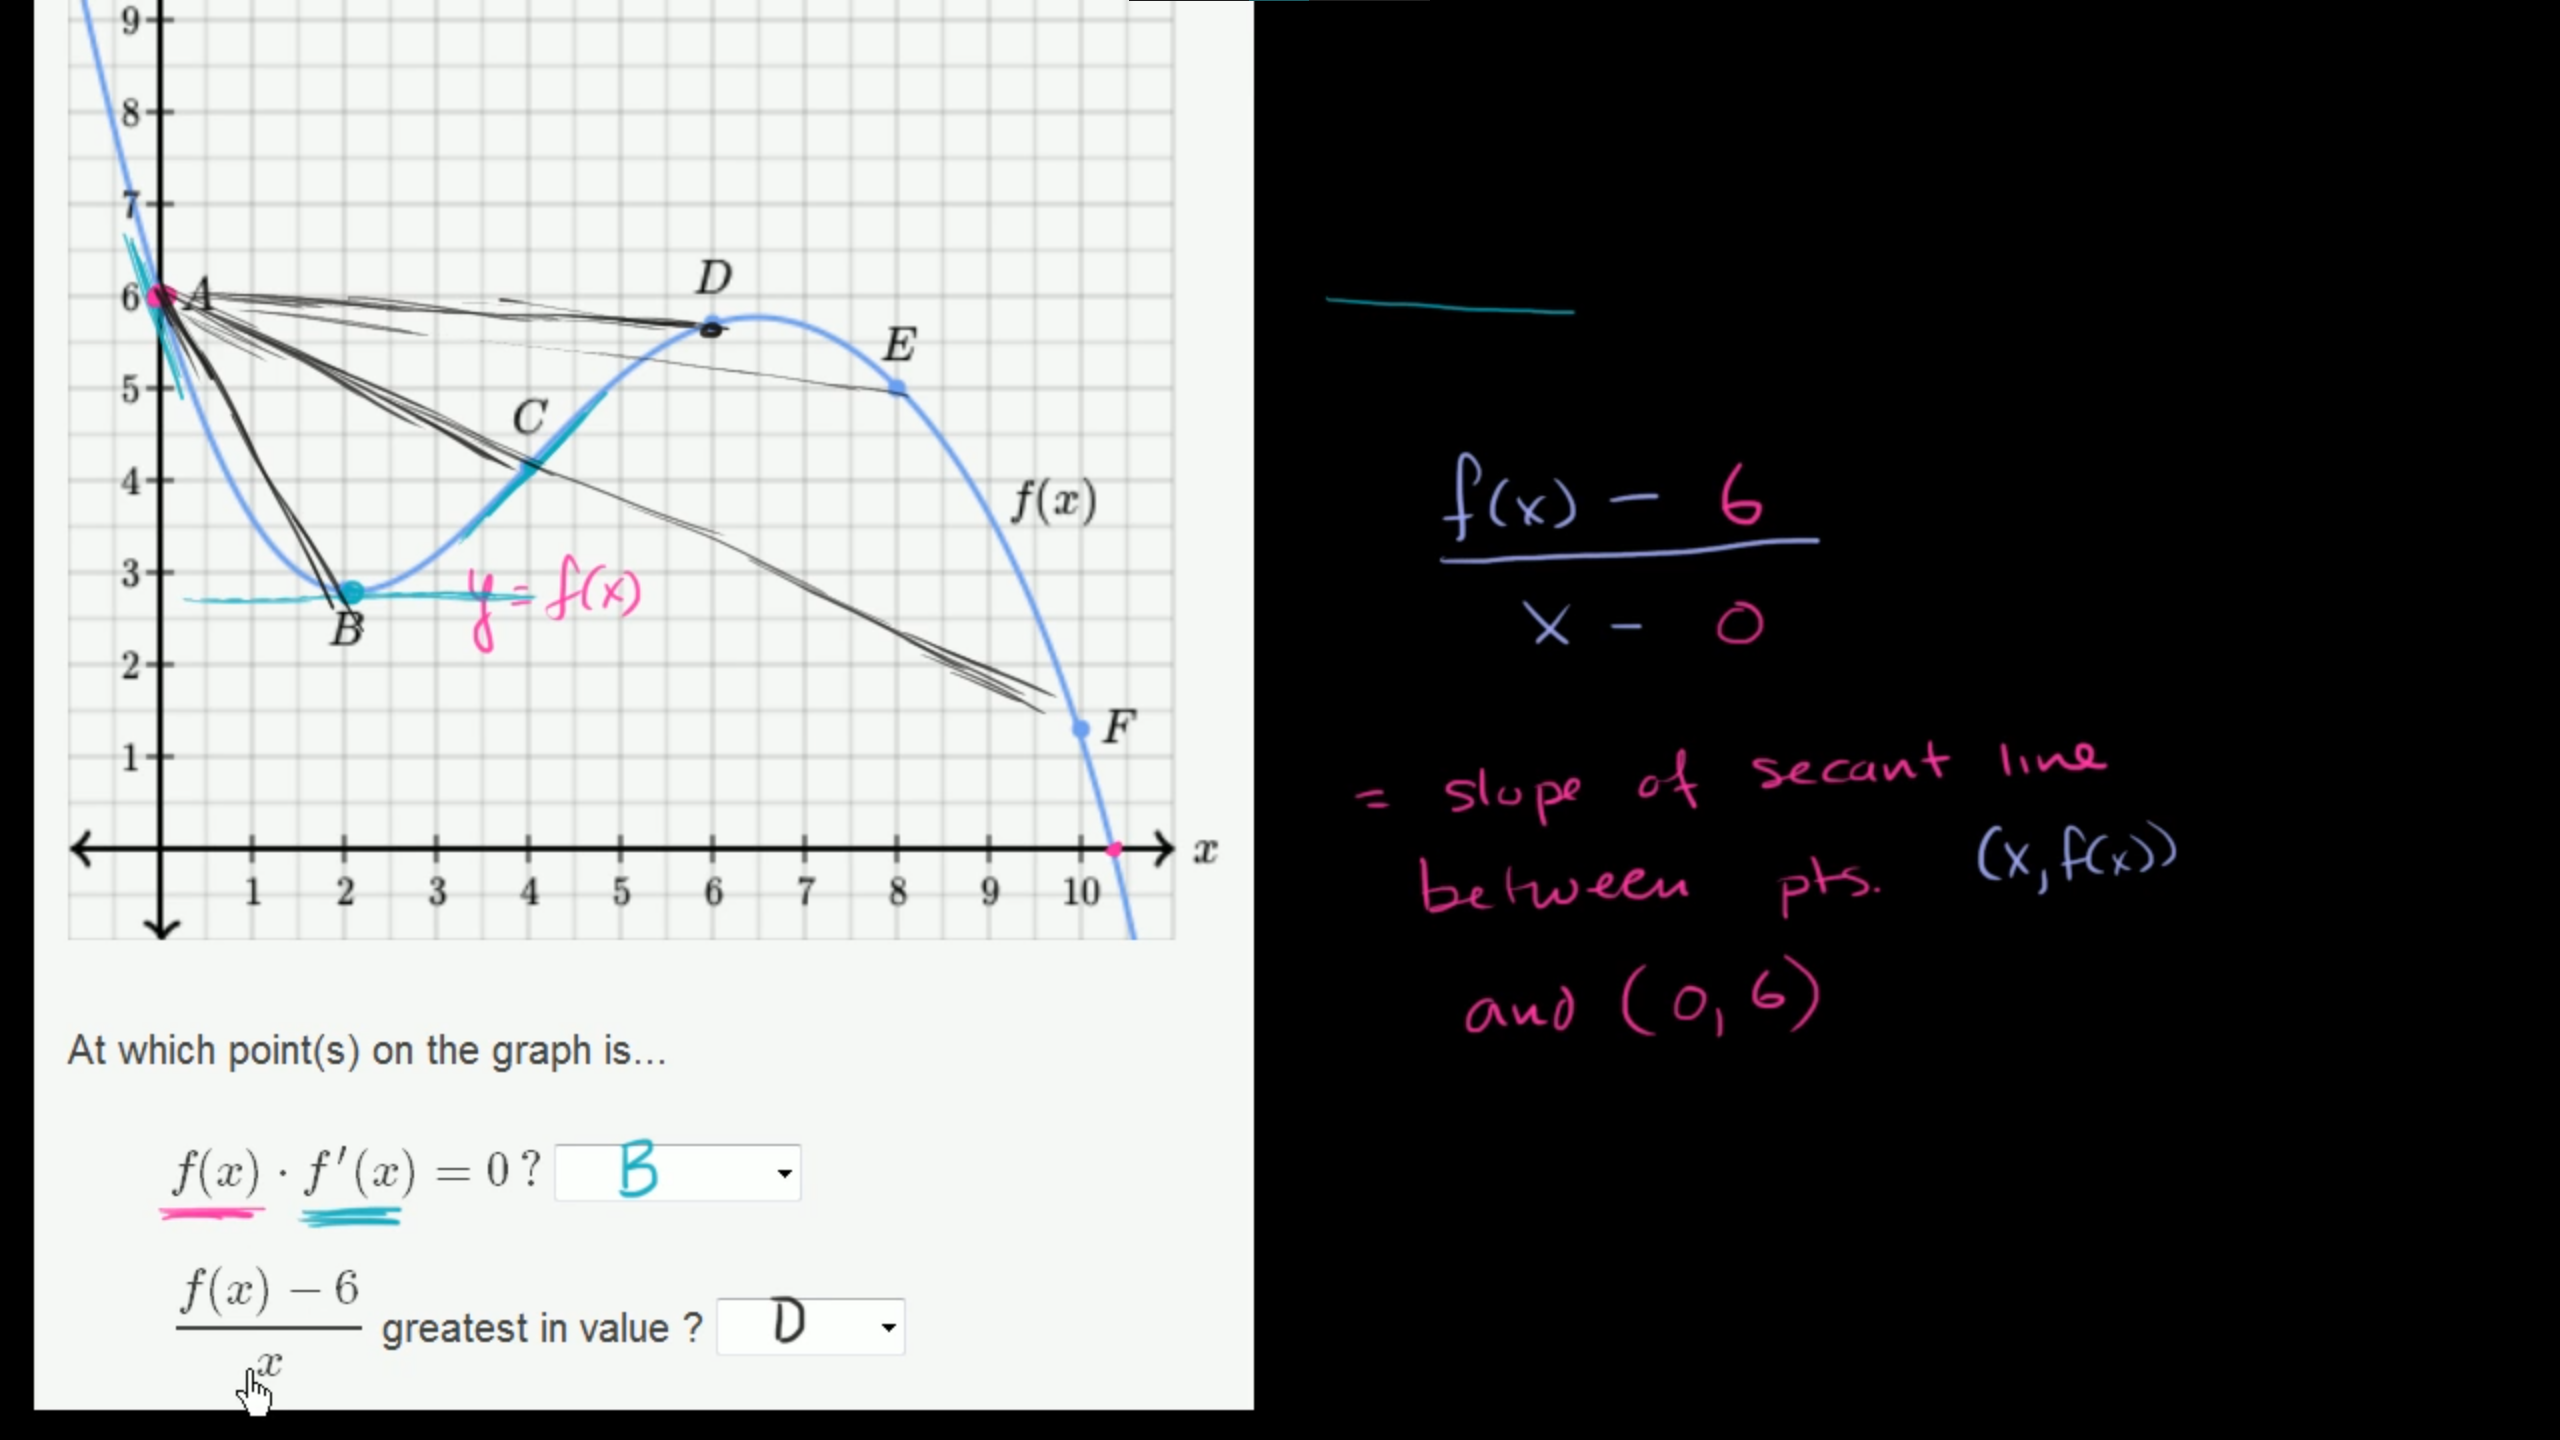 9
8
7
6
5
4
3
2
1
A
D
E
C
f(x)
B
y = f(x)
F
x
1 2 3 4 5 6 7 8 9 10
At which point(s) on the graph is...
f(x) · f′(x) = 0 ? B
f(x) − 6
x
greatest in value ? D
f(x) − 6
x − 0
= slope of secant line
between pts. (x, f(x))
and (0, 6)